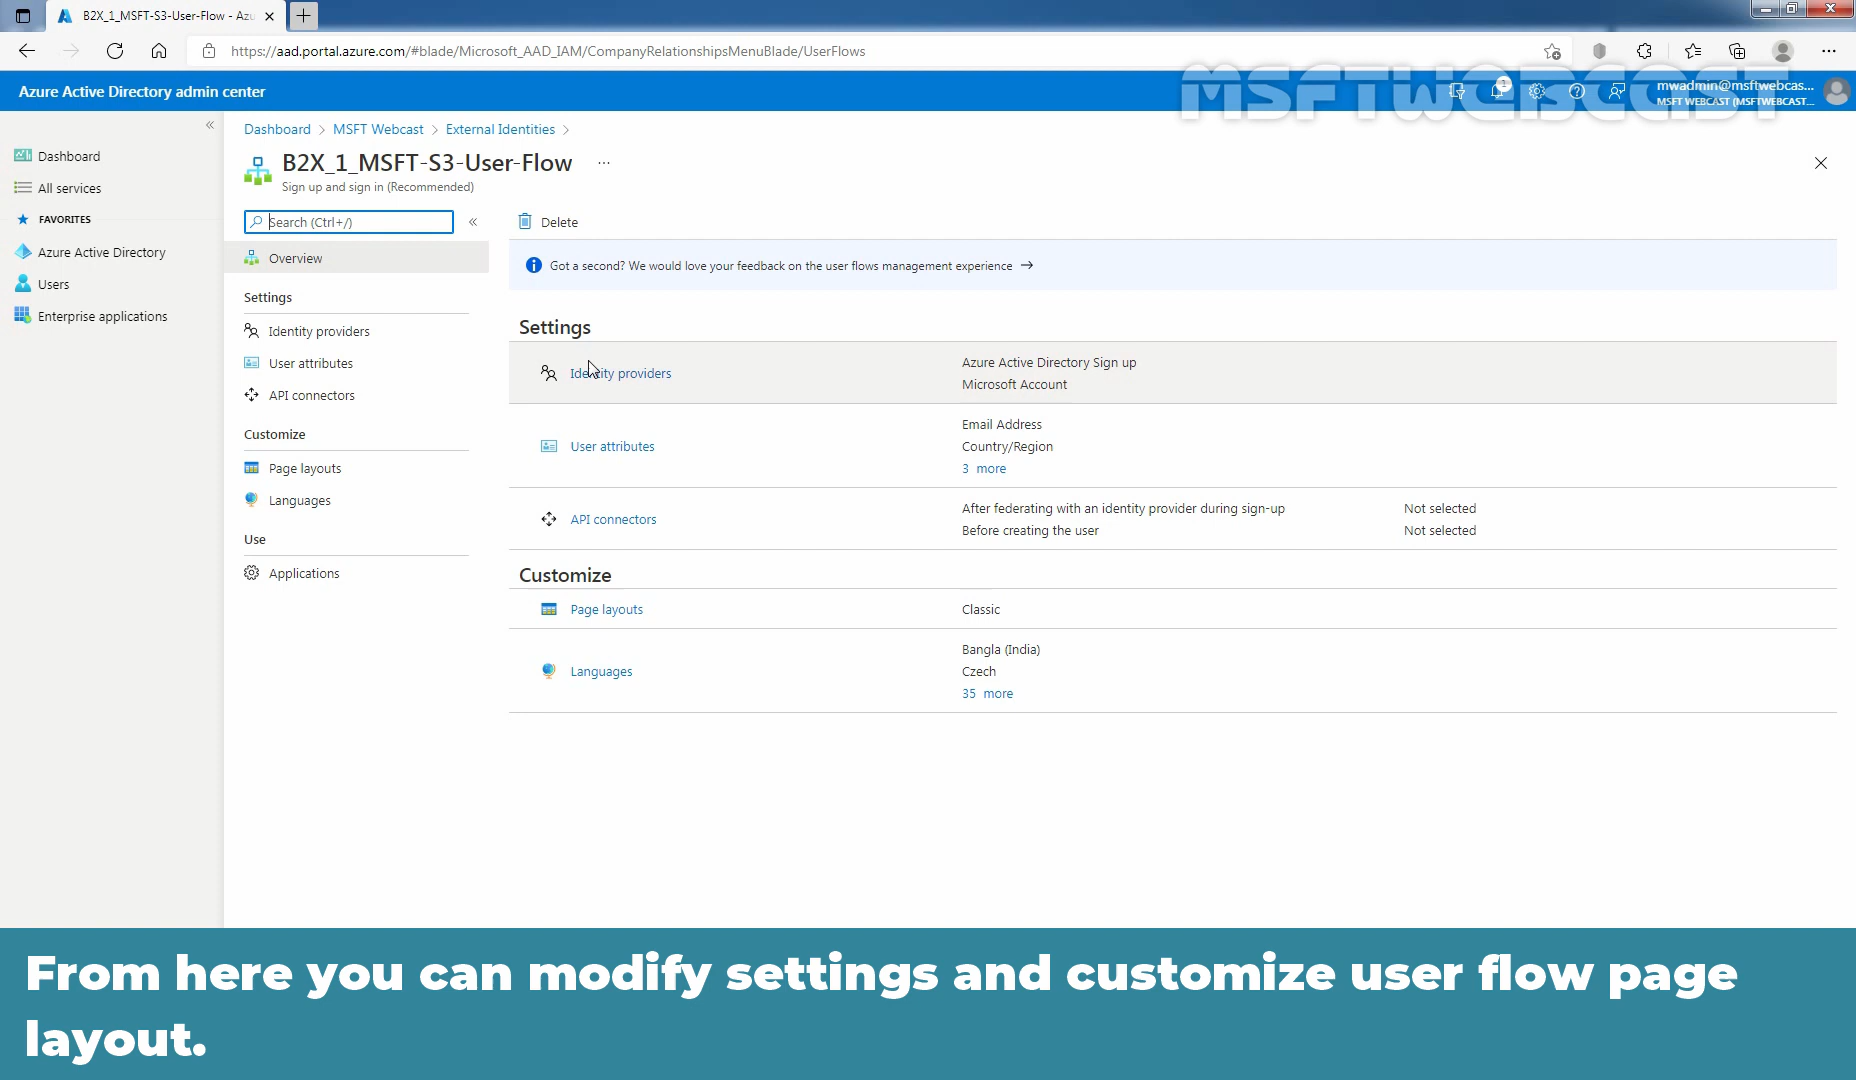 B2X_1_MSFT-S3-User-Flow - Azu
https://aad.portal.azure.com/#blade/Microsoft_AAD_IAM/CompanyRelationshipsMenuBlade/UserFlows
Azure Active Directory admin center
MSFTWEBCAST
1
mwadmin@msftwebcas...
MSFT WEBCAST (MSFTWEBCAST....
Dashboard > MSFT Webcast > External Identities >
Dashboard
All services
FAVORITES
Azure Active Directory
Users
Enterprise applications
B2X_1_MSFT-S3-User-Flow ...
Sign up and sign in (Recommended)
Search (Ctrl+/)
Overview
Settings
Identity providers
User attributes
API connectors
Customize
Page layouts
Languages
Use
Applications
Delete
Got a second? We would love your feedback on the user flows management experience →
Settings
Identity providers
Azure Active Directory Sign up
Microsoft Account
User attributes
Email Address
Country/Region
3 more
API connectors
After federating with an identity provider during sign-up Not selected
Before creating the user Not selected
Customize
Page layouts
Classic
Languages
Bangla (India)
Czech
35 more
From here you can modify settings and customize user flow page
layout.